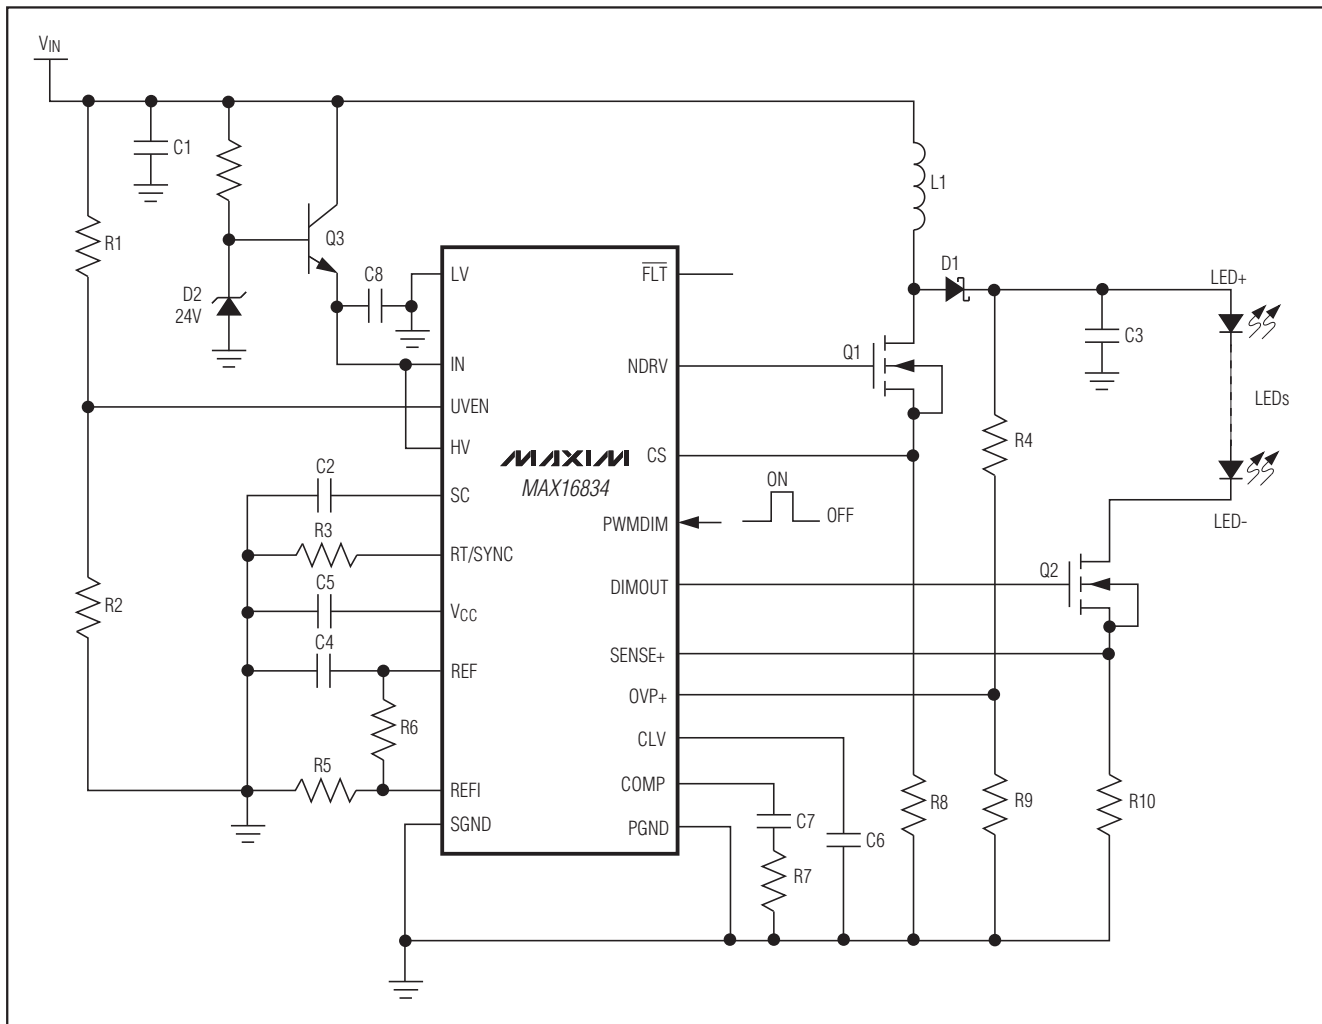 VIN
C1
L1
R1
Q3
D2
24V
C8
LV
FLT
D1
LED+
C3
LEDs
LED-
IN
UVEN
HV
NDRV
Q1
CS
R4
MAXIM
MAX16834
C2
SC
PWMDIM
ON
OFF
R3
RT/SYNC
DIMOUT
Q2
C5
VCC
R2
C4
REF
SENSE+
OVP+
R6
CLV
R5
REFI
COMP
SGND
PGND
C7
R7
C6
R8
R9
R10